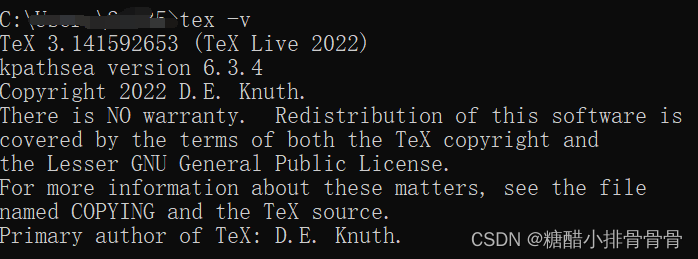 C:\User
5>tex -v
TeX 3.141592653 (TeX Live 2022)
kpathsea version 6.3.4
Copyright 2022 D.E. Knuth.
There is NO warranty.  Redistribution of this software is
covered by the terms of both the TeX copyright and
the Lesser GNU General Public License.
For more information about these matters, see the file
named COPYING and the TeX source.
Primary author of TeX: D.E. Knuth.
CSDN @糖醋小排骨骨骨